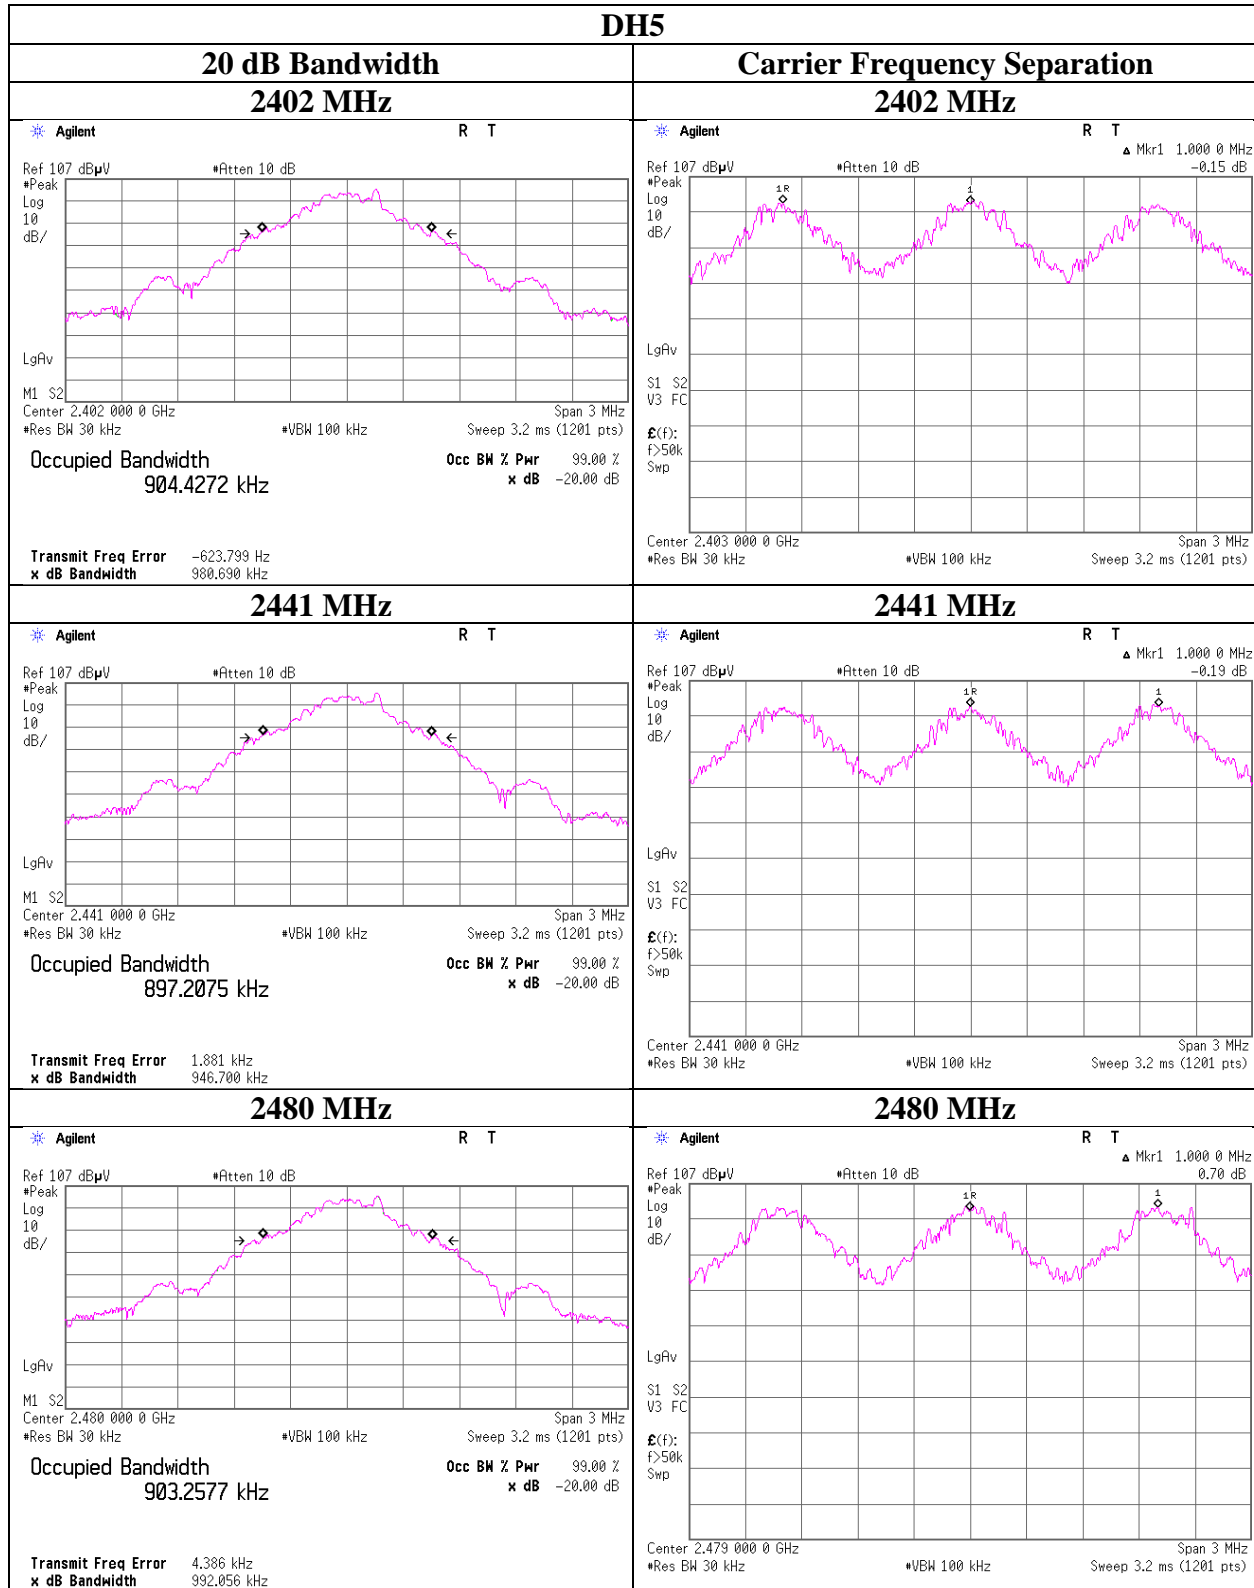 DH5
20 dB Bandwidth
Carrier Frequency Separation
2402 MHz
2402 MHz
Agilent
R T
Ref 107 dBµV
#Atten 10 dB
#Peak
Log
10
dB/
LgAv
M1 S2
Center 2.402 000 0 GHz
Span 3 MHz
#Res BW 30 kHz
#VBW 100 kHz
Sweep 3.2 ms (1201 pts)
Occupied Bandwidth
904.4272 kHz
Occ BW % Pwr 99.00 %
x dB -20.00 dB
Transmit Freq Error -623.799 Hz
x dB Bandwidth 980.690 kHz
Agilent
R T
Δ Mkr1 1.000 0 MHz
Ref 107 dBµV
#Atten 10 dB
-0.15 dB
#Peak
Log
10
dB/
1R
1
LgAv
S1 S2
V3 FC
£(f):
f>50k
Swp
Center 2.403 000 0 GHz
Span 3 MHz
#Res BW 30 kHz
#VBW 100 kHz
Sweep 3.2 ms (1201 pts)
2441 MHz
2441 MHz
Agilent
R T
Ref 107 dBµV
#Atten 10 dB
#Peak
Log
10
dB/
LgAv
M1 S2
Center 2.441 000 0 GHz
Span 3 MHz
#Res BW 30 kHz
#VBW 100 kHz
Sweep 3.2 ms (1201 pts)
Occupied Bandwidth
897.2075 kHz
Occ BW % Pwr 99.00 %
x dB -20.00 dB
Transmit Freq Error 1.881 kHz
x dB Bandwidth 946.700 kHz
Agilent
R T
Δ Mkr1 1.000 0 MHz
Ref 107 dBµV
#Atten 10 dB
-0.19 dB
#Peak
Log
10
dB/
1R
1
LgAv
S1 S2
V3 FC
£(f):
f>50k
Swp
Center 2.441 000 0 GHz
Span 3 MHz
#Res BW 30 kHz
#VBW 100 kHz
Sweep 3.2 ms (1201 pts)
2480 MHz
2480 MHz
Agilent
R T
Ref 107 dBµV
#Atten 10 dB
#Peak
Log
10
dB/
LgAv
M1 S2
Center 2.480 000 0 GHz
Span 3 MHz
#Res BW 30 kHz
#VBW 100 kHz
Sweep 3.2 ms (1201 pts)
Occupied Bandwidth
903.2577 kHz
Occ BW % Pwr 99.00 %
x dB -20.00 dB
Transmit Freq Error 4.386 kHz
x dB Bandwidth 992.056 kHz
Agilent
R T
Δ Mkr1 1.000 0 MHz
Ref 107 dBµV
#Atten 10 dB
0.70 dB
#Peak
Log
10
dB/
1R
1
LgAv
S1 S2
V3 FC
£(f):
f>50k
Swp
Center 2.479 000 0 GHz
Span 3 MHz
#Res BW 30 kHz
#VBW 100 kHz
Sweep 3.2 ms (1201 pts)